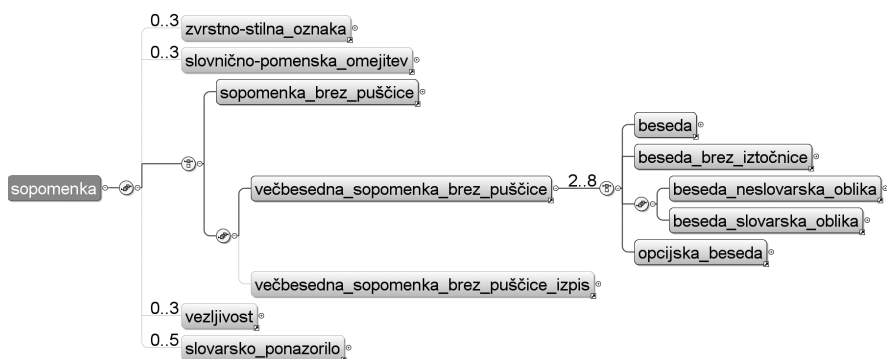 0..3
zvrstno-stilna_oznaka
0..3
slovnično-pomenska_omejitev
sopomenka_brez_puščice
sopomenka
večbesedna_sopomenka_brez_puščice
2..8
beseda
beseda_brez_iztočnice
beseda_neslovarska_oblika
beseda_slovarska_oblika
opcijska_beseda
večbesedna_sopomenka_brez_puščice_izpis
0..3
vezljivost
0..5
slovarsko_ponazorilo